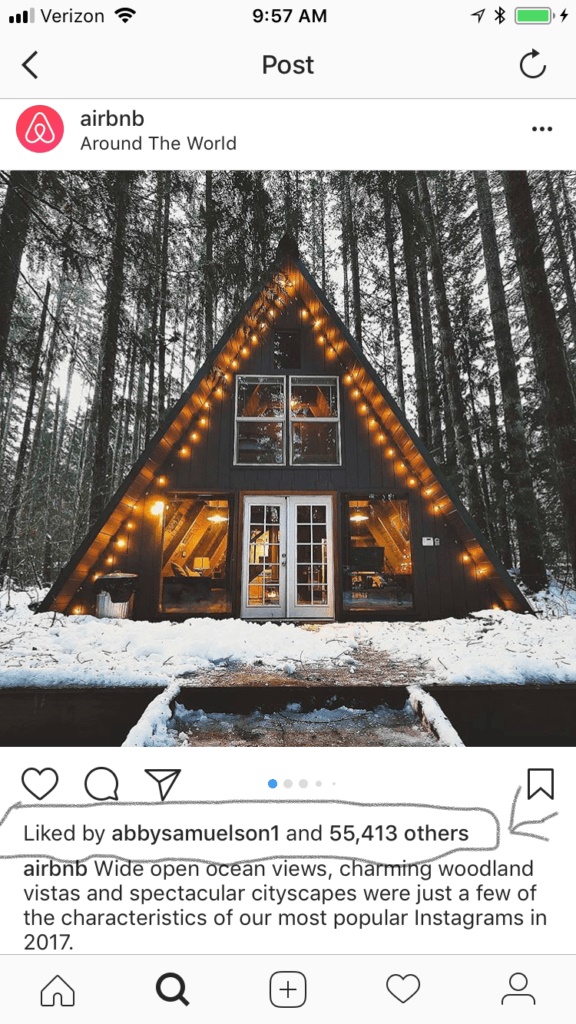 Verizon 9:57 AM
Post
airbnb
Around The World
Liked by abbysamuelson1 and 55,413 others
airbnb Wide open ocean views, charming woodland
vistas and spectacular cityscapes were just a few of
the characteristics of our most popular Instagrams in
2017.